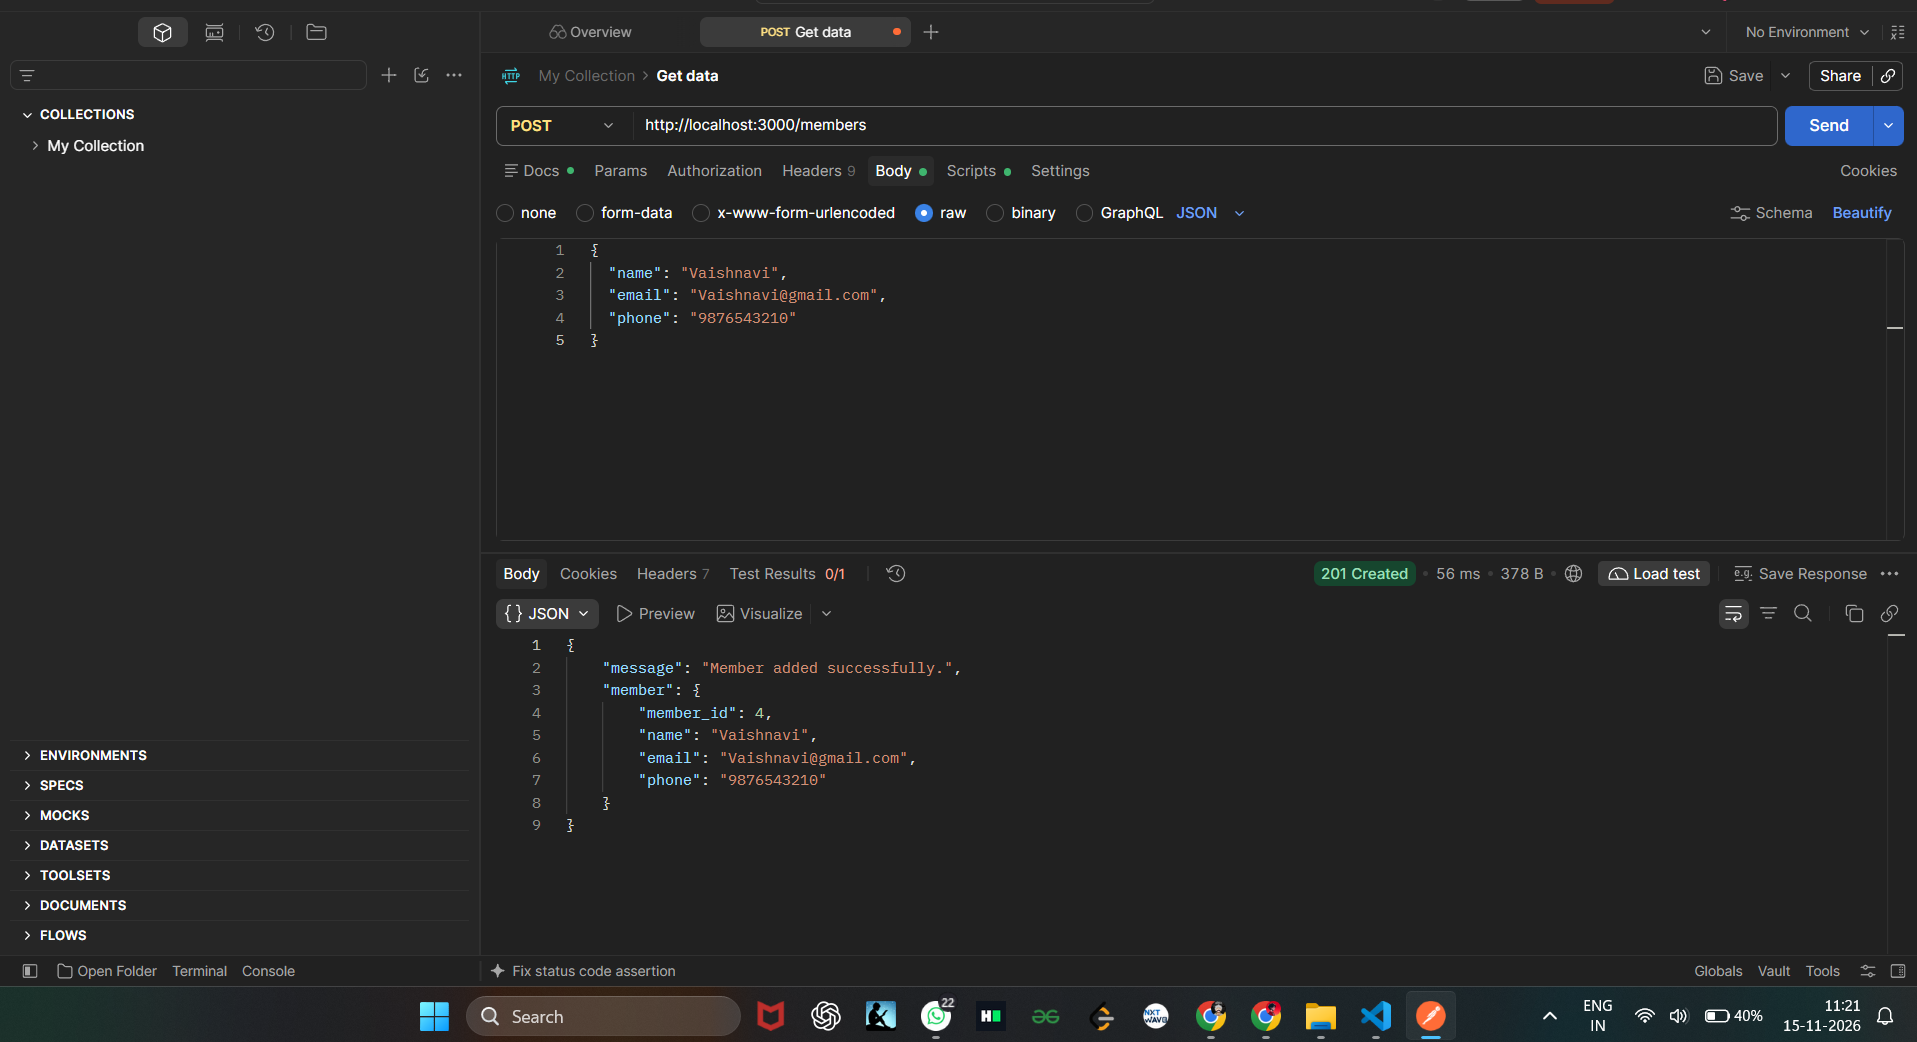 Overview
POST Get data
No Environment
My Collection > Get data
Save
Share
COLLECTIONS
My Collection
POST
http://localhost:3000/members
Send
Docs
Params
Authorization
Headers 9
Body
Scripts
Settings
Cookies
none
form-data
x-www-form-urlencoded
raw
binary
GraphQL
JSON
Schema
Beautify
1 {
2 "name": "Vaishnavi",
3 "email": "Vaishnavi@gmail.com",
4 "phone": "9876543210"
5 }
Body
Cookies
Headers 7
Test Results 0/1
201 Created
56 ms
378 B
Load test
e.g. Save Response
{} JSON
Preview
Visualize
1 {
2 "message": "Member added successfully.",
3 "member": {
4 "member_id": 4,
5 "name": "Vaishnavi",
6 "email": "Vaishnavi@gmail.com",
7 "phone": "9876543210"
8 }
9 }
ENVIRONMENTS
SPECS
MOCKS
DATASETS
TOOLSETS
DOCUMENTS
FLOWS
Open Folder
Terminal
Console
Fix status code assertion
Globals
Vault
Tools
Search
22
NXT
WAVE
ENG
IN
40%
11:21
15-11-2026